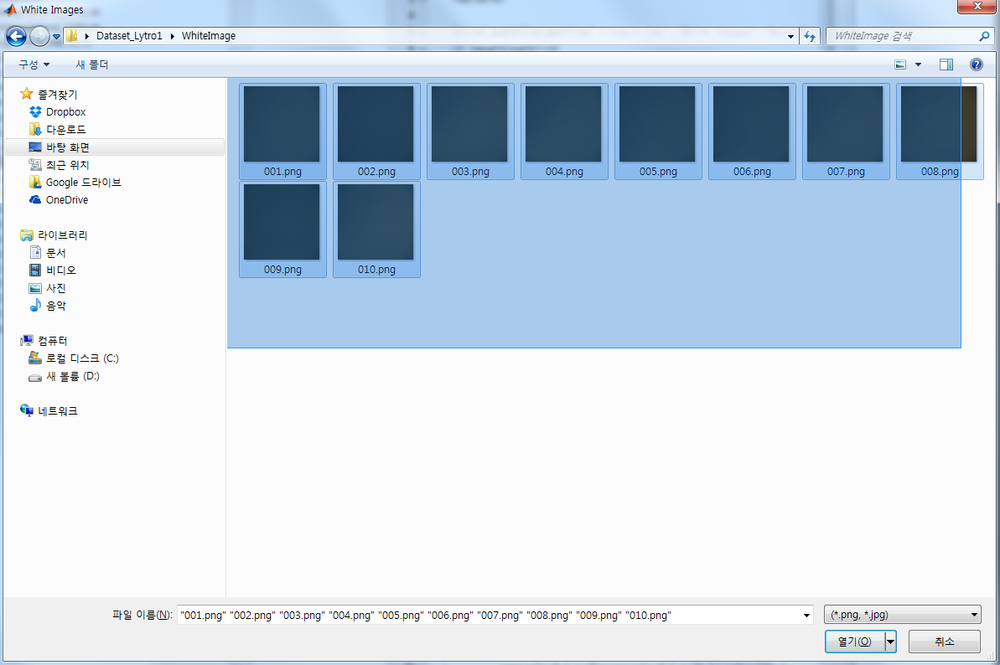 White Images
Dataset_Lytro1 WhiteImage
WhiteImage 검색
구성 새 폴더
즐겨찾기
Dropbox
다운로드
바탕 화면
최근 위치
Google 드라이브
OneDrive
라이브러리
문서
비디오
사진
음악
컴퓨터
로컬 디스크 (C:)
새 볼륨 (D:)
네트워크
001.png 002.png 003.png 004.png 005.png 006.png 007.png 008.png
009.png 010.png
파일 이름(N): "001.png" "002.png" "003.png" "004.png" "005.png" "006.png" "007.png" "008.png" "009.png" "010.png"
(*.png, *.jpg)
열기(O) 취소